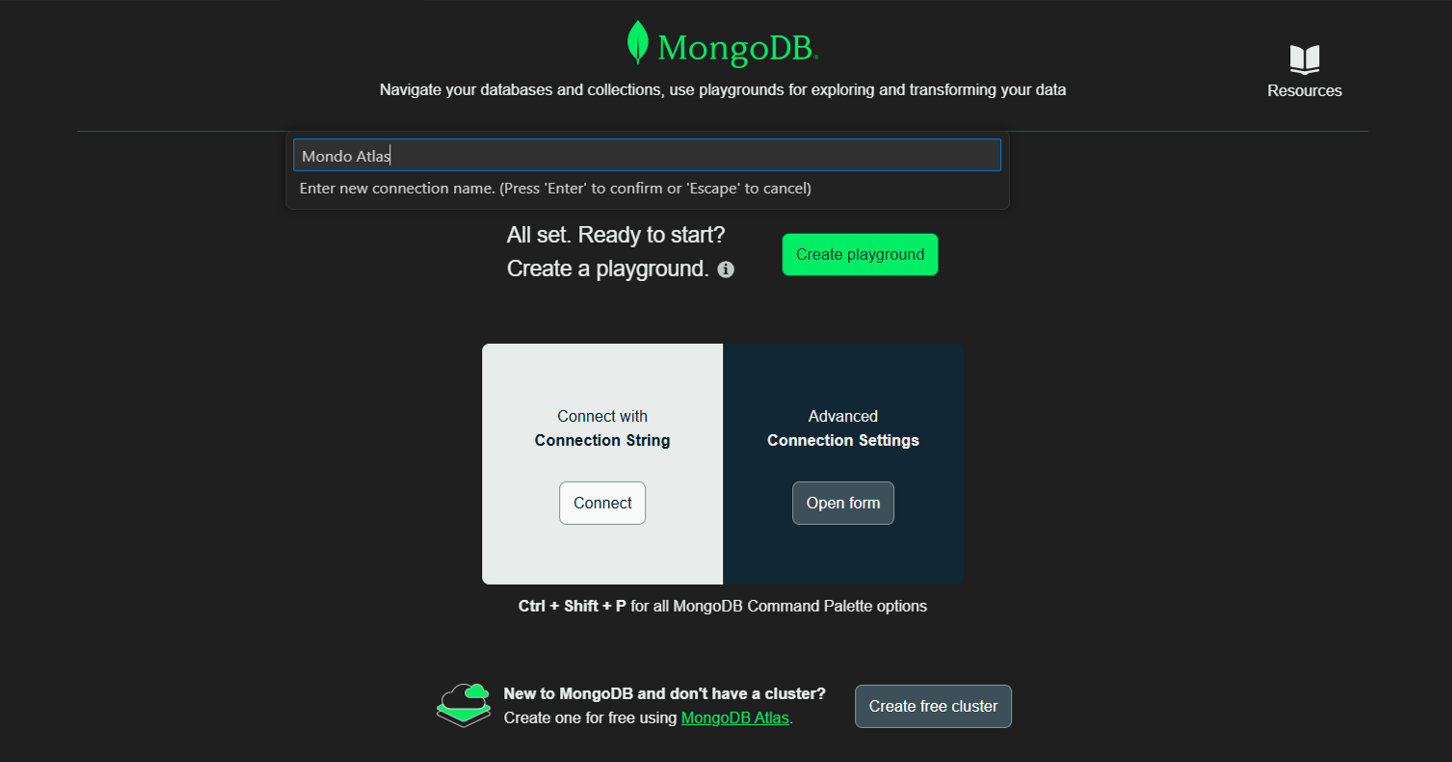 MongoDB.
Navigate your databases and collections, use playgrounds for exploring and transforming your data
Resources
Mondo Atlas
Enter new connection name. (Press 'Enter' to confirm or 'Escape' to cancel)
All set. Ready to start?
Create a playground.
Create playground
Connect with
Connection String
Connect
Advanced
Connection Settings
Open form
Ctrl + Shift + P for all MongoDB Command Palette options
New to MongoDB and don't have a cluster?
Create one for free using MongoDB Atlas.
Create free cluster